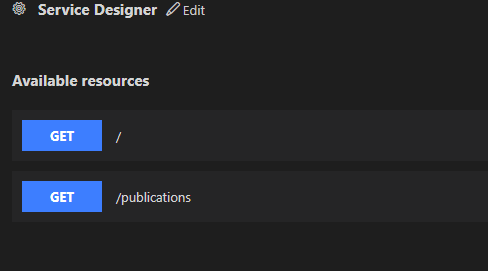 Service Designer Edit
Available resources
GET /
GET /publications